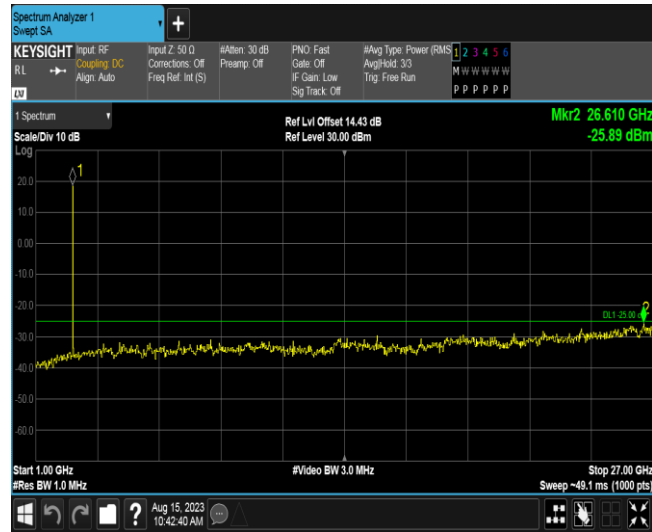 Spectrum Analyzer 1
Swept SA
KEYSIGHT
RL
LXI
Input: RF
Coupling: DC
Align: Auto
Input Z: 50 Ω
Corrections: Off
Freq Ref: Int (S)
#Atten: 30 dB
Preamp: Off
PNO: Fast
Gate: Off
IF Gain: Low
Sig Track: Off
#Avg Type: Power (RMS
Avg|Hold: 3/3
Trig: Free Run
1 2 3 4 5 6
M W W W W W
P P P P P P
1 Spectrum
Scale/Div 10 dB
Ref Lvl Offset 14.43 dB
Ref Level 30.00 dBm
Mkr2 26.610 GHz
-25.89 dBm
Log
1
20.0
10.0
0.00
-10.0
-20.0
2
DL1 -25.00
-30.0
-40.0
-50.0
-60.0
Start 1.00 GHz
#Video BW 3.0 MHz
Stop 27.00 GHz
#Res BW 1.0 MHz
Sweep ~49.1 ms (1000 pts)
?
Aug 15, 2023
10:42:40 AM